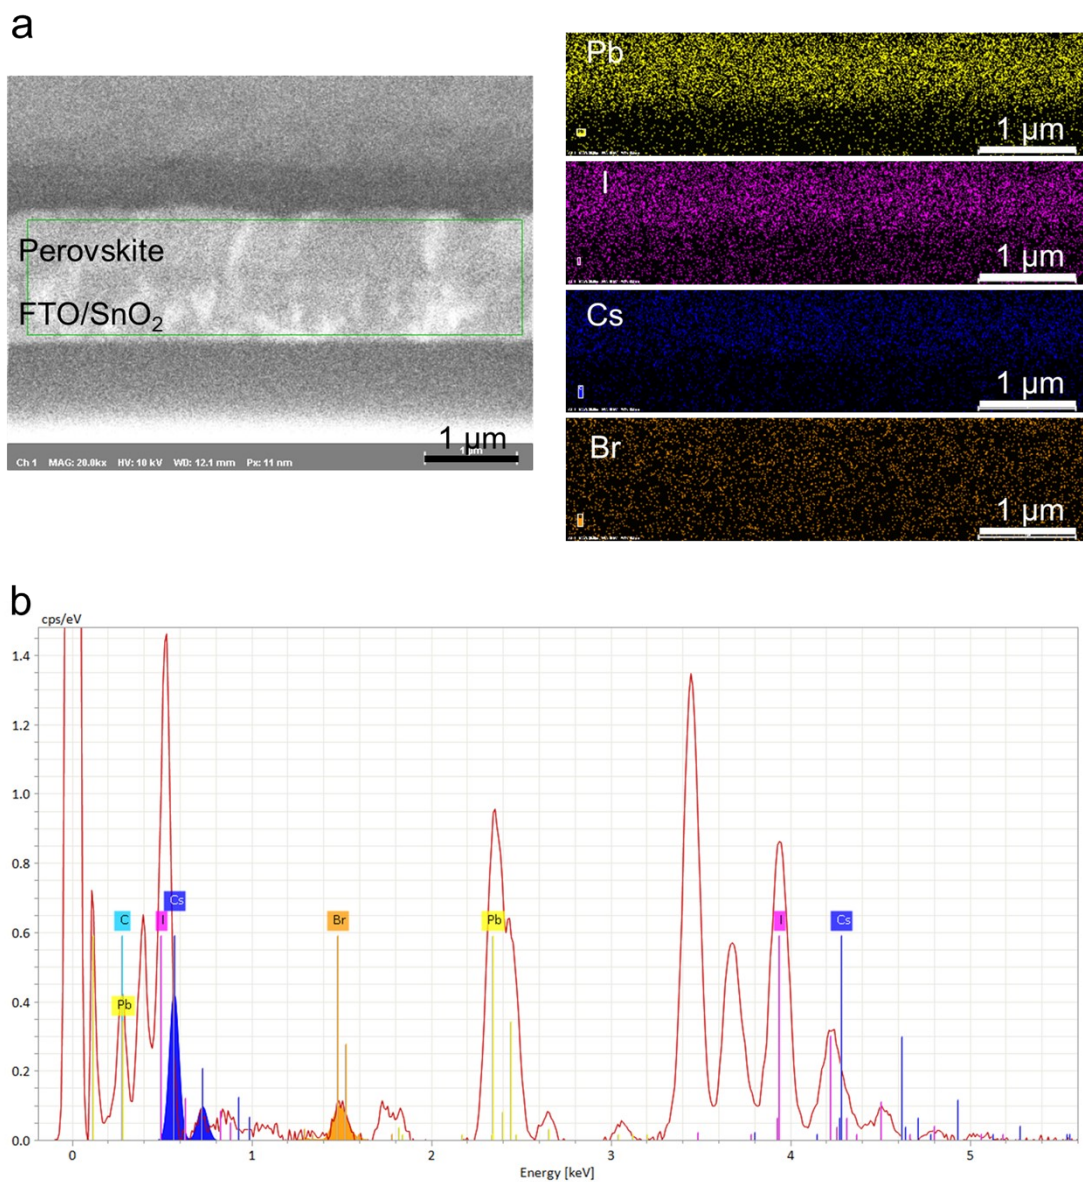 a
Perovskite
FTO/SnO₂
1 µm
1 µm
Ch 1 MAG: 20.0kx HV: 10 kV WD: 12.1 mm Px: 11 nm
Pb
1 µm
I
1 µm
Cs
1 µm
Br
1 µm
b
cps/eV
1.4
1.2
1.0
0.8
0.6
0.4
0.2
0.0
Cs
C
I
Br
Pb
I
Cs
Pb
0 1 2 3 4 5
Energy [keV]